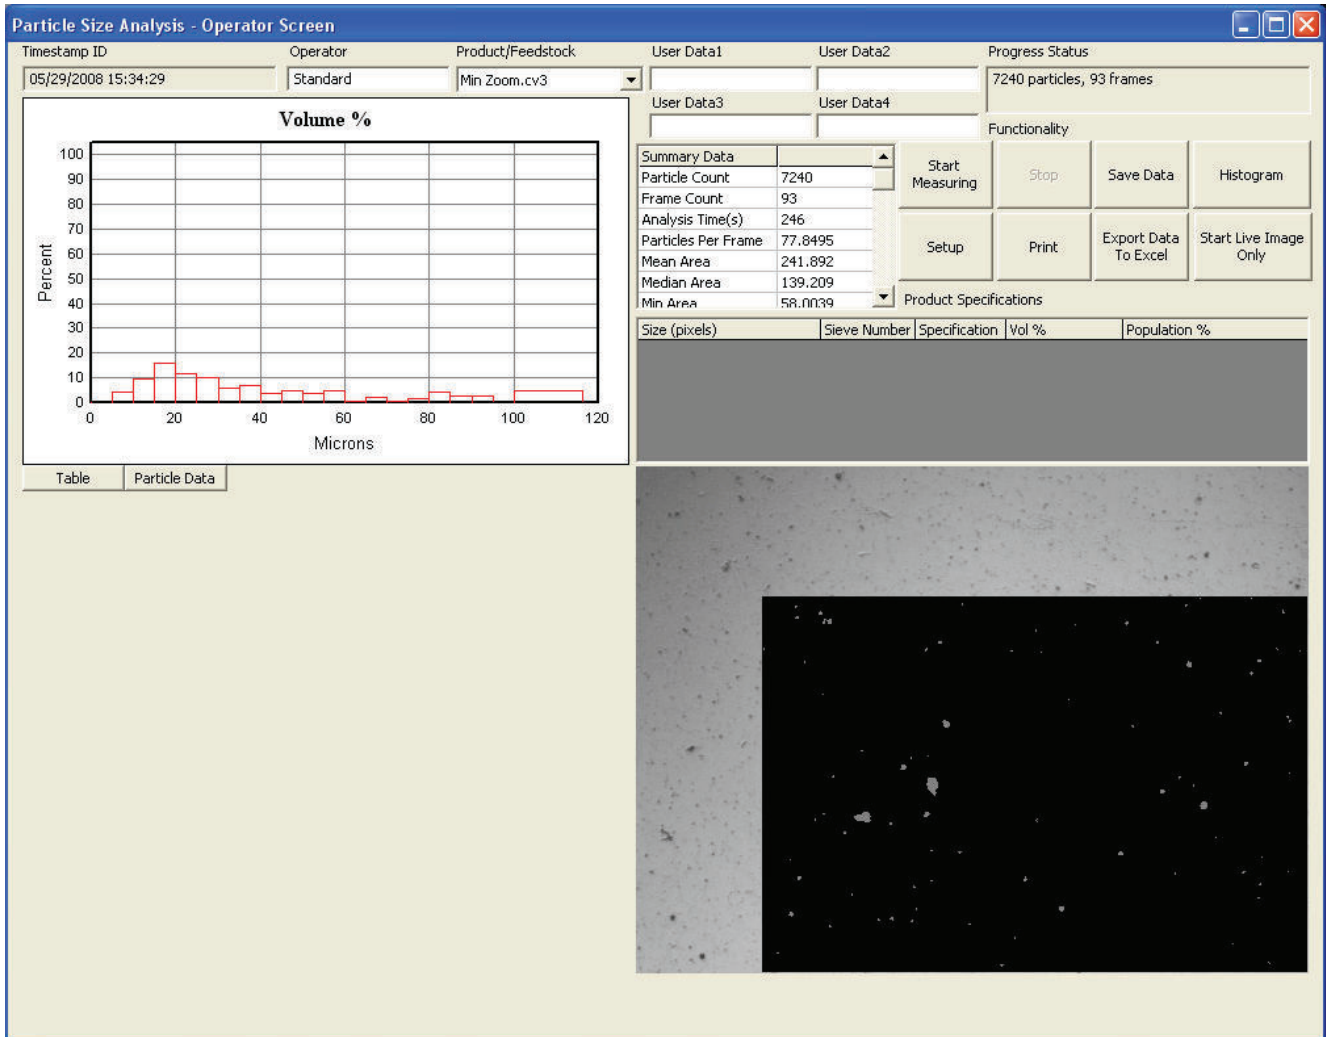 Particle Size Analysis - Operator Screen
Timestamp ID Operator Product/Feedstock User Data1 User Data2 Progress Status
05/29/2008 15:34:29 Standard Min Zoom.cv3 7240 particles, 93 frames
User Data3 User Data4
Functionality
Volume %
100
90
80
70
60
50
40
30
20
10
0
Percent
0 20 40 60 80 100 120
Microns
Summary Data
Particle Count 7240
Frame Count 93
Analysis Time(s) 246
Particles Per Frame 77.8495
Mean Area 241.892
Median Area 139.209
Min Area 58.0039
Start Measuring
Stop
Save Data
Histogram
Setup
Print
Export Data To Excel
Start Live Image Only
Product Specifications
Size (pixels) Sieve Number Specification Vol % Population %
Table Particle Data